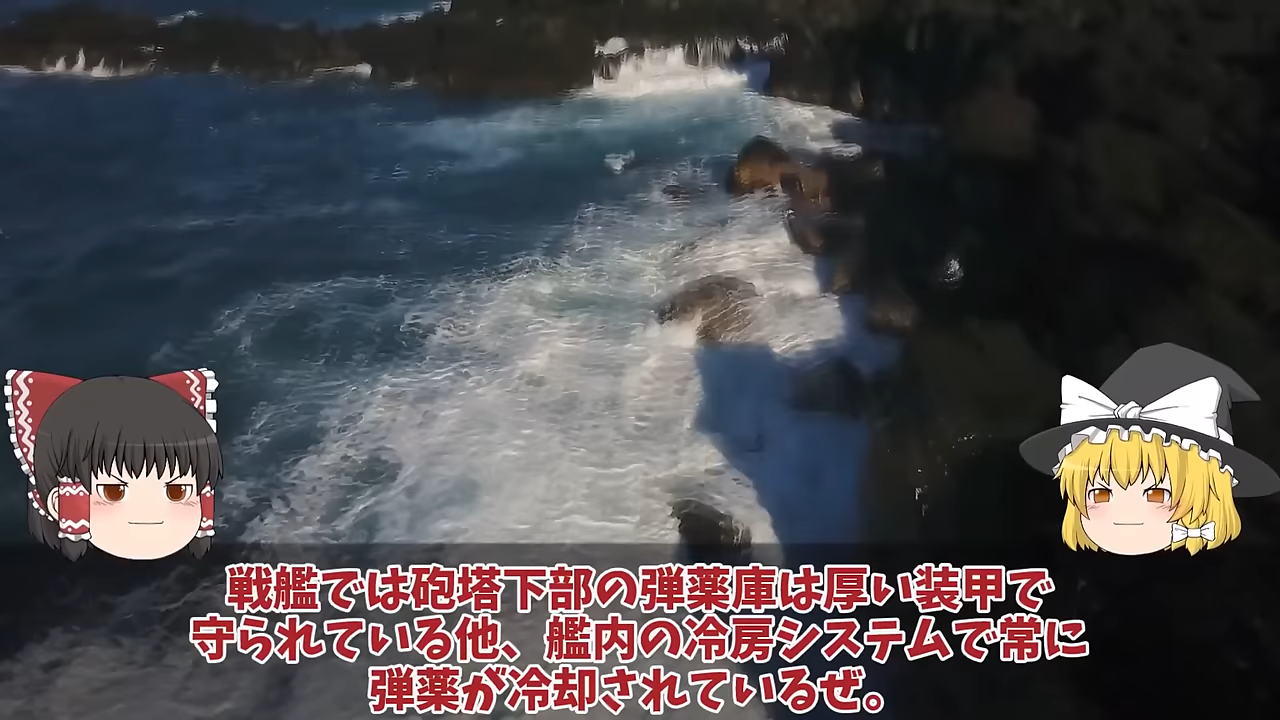 戦艦では砲塔下部の弾薬庫は厚い装甲で
守られている他、艦内の冷房システムで常に
弾薬が冷却されているぜ。